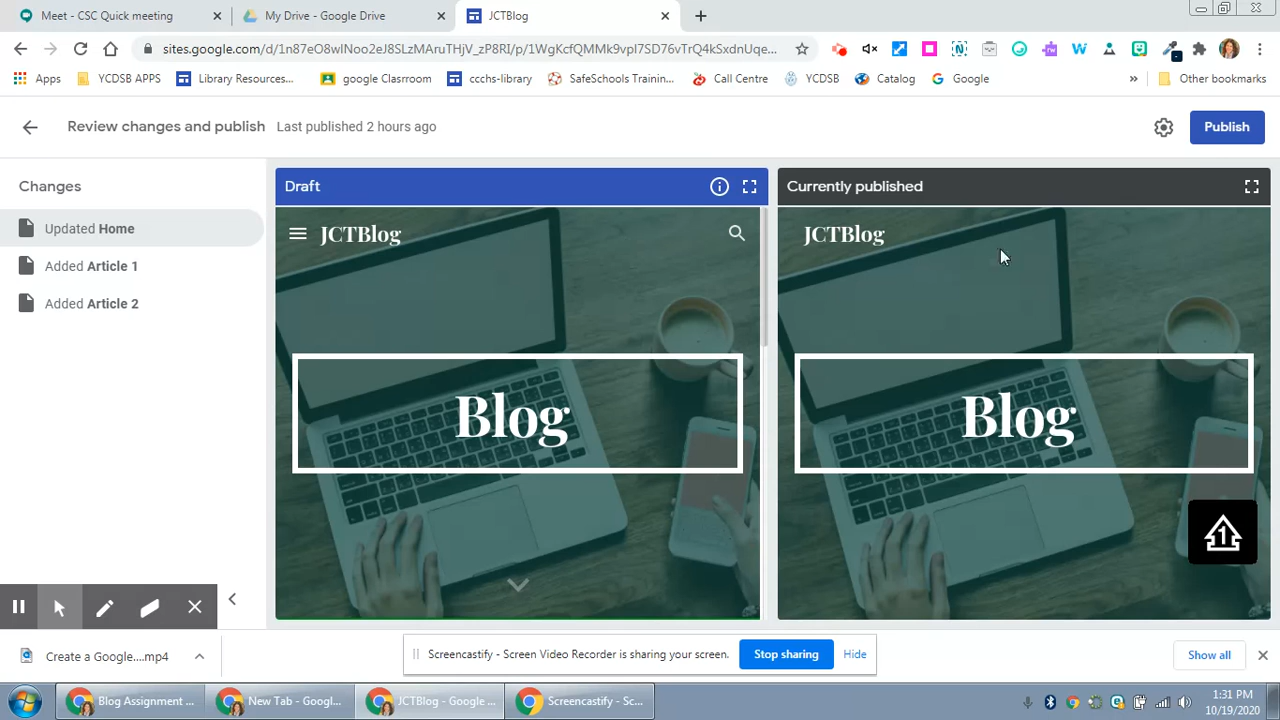 Meet - CSC Quick meeting
My Drive - Google Drive
JCTBlog
sites.google.com/d/1n87eO8wINoo2eJ8SLzMAruTHjV_zP8RI/p/1WgKcfQMMk9vpI7SD76vTrQ4kSxdnUqe...
Apps
YCDSB APPS
Library Resources...
google Classroom
ccchs-library
SafeSchools Trainin...
Call Centre
YCDSB
Catalog
Google
»
Other bookmarks
Review changes and publish Last published 2 hours ago
Publish
Changes
Updated Home
Added Article 1
Added Article 2
Draft
JCTBlog
Blog
Currently published
JCTBlog
Blog
1
Create a Google....mp4
Screencastify - Screen Video Recorder is sharing your screen.
Stop sharing
Hide
Show all
Blog Assignment ...
New Tab - Googl...
JCTBlog - Google ...
Screencastify - Sc...
1:31 PM
10/19/2020